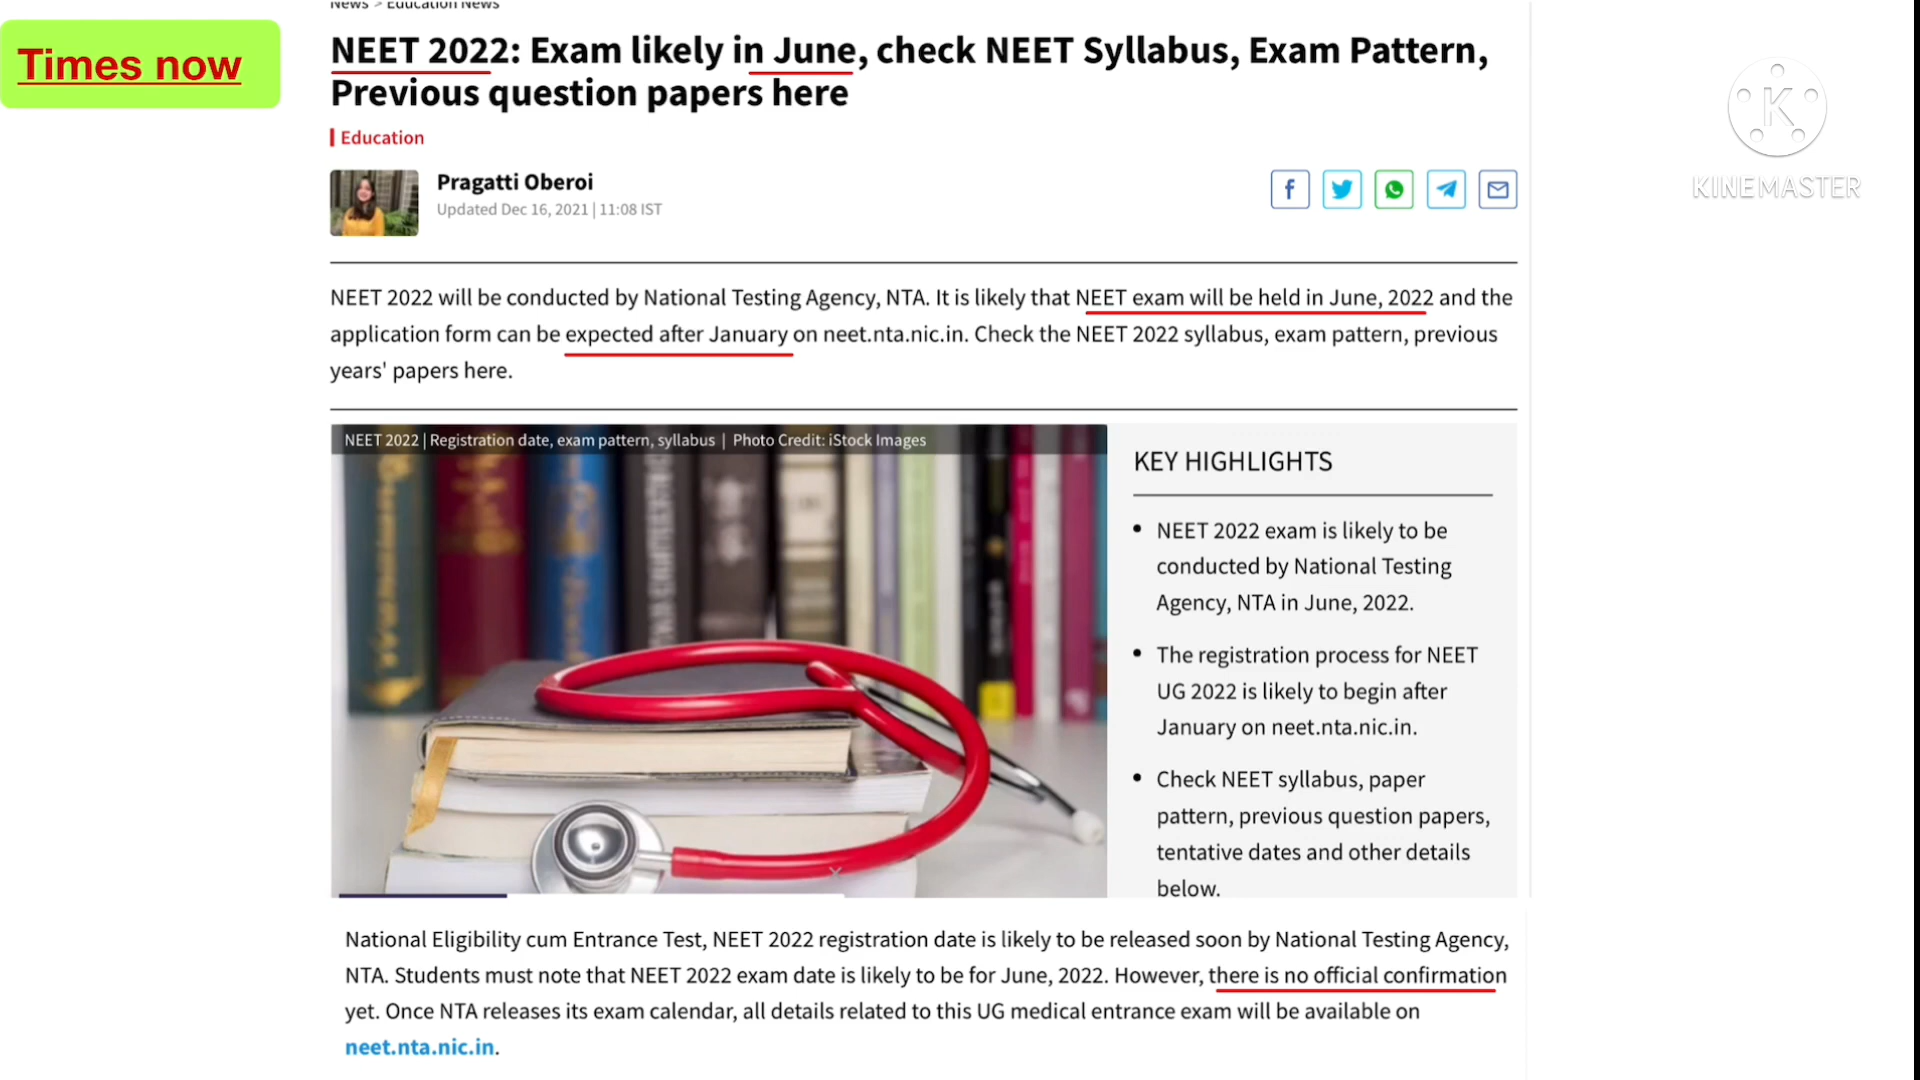 News > Education News
Times now
NEET 2022: Exam likely in June, check NEET Syllabus, Exam Pattern,
Previous question papers here
Education
Pragatti Oberoi
Updated Dec 16, 2021 | 11:08 IST
K
KINEMASTER
NEET 2022 will be conducted by National Testing Agency, NTA. It is likely that NEET exam will be held in June, 2022 and the
application form can be expected after January on neet.nta.nic.in. Check the NEET 2022 syllabus, exam pattern, previous
years' papers here.
NEET 2022 | Registration date, exam pattern, syllabus | Photo Credit: iStock Images
KEY HIGHLIGHTS
• NEET 2022 exam is likely to be
conducted by National Testing
Agency, NTA in June, 2022.
• The registration process for NEET
UG 2022 is likely to begin after
January on neet.nta.nic.in.
• Check NEET syllabus, paper
pattern, previous question papers,
tentative dates and other details
below.
National Eligibility cum Entrance Test, NEET 2022 registration date is likely to be released soon by National Testing Agency,
NTA. Students must note that NEET 2022 exam date is likely to be for June, 2022. However, there is no official confirmation
yet. Once NTA releases its exam calendar, all details related to this UG medical entrance exam will be available on
neet.nta.nic.in.